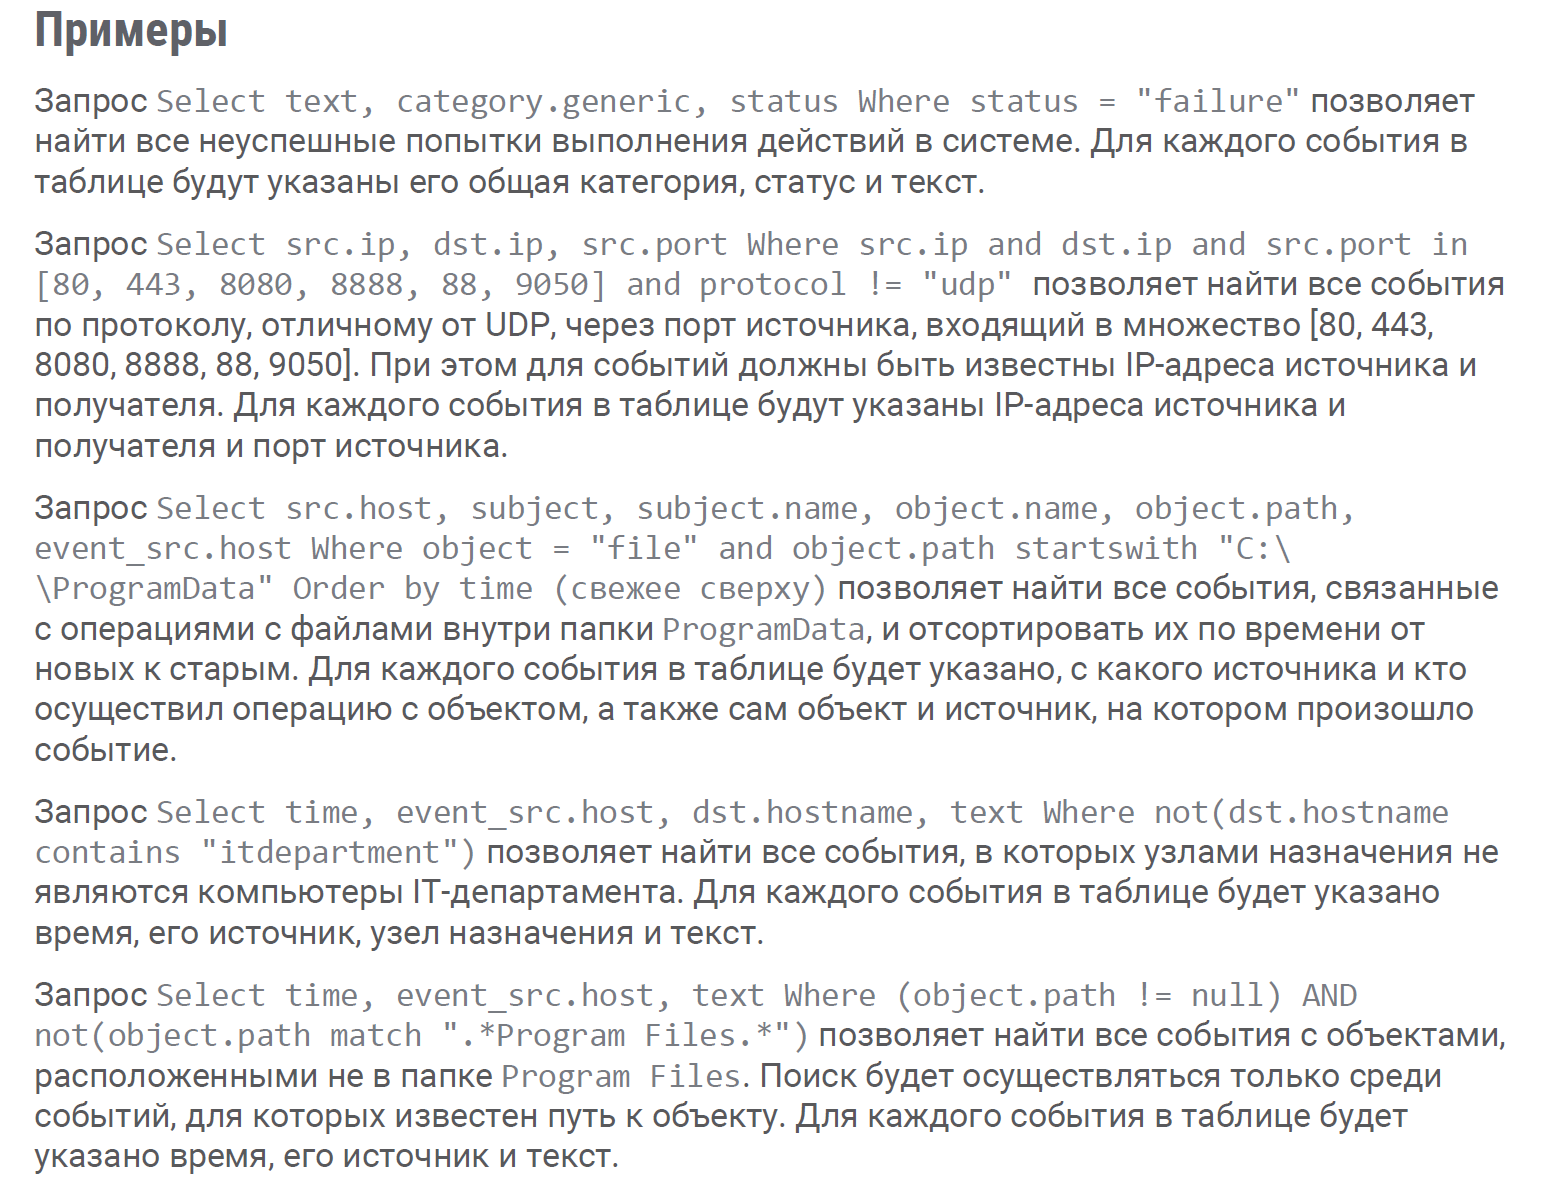 Примеры
Запрос Select text, category.generic, status Where status = "failure" позволяет
найти все неуспешные попытки выполнения действий в системе. Для каждого события в
таблице будут указаны его общая категория, статус и текст.
Запрос Select src.ip, dst.ip, src.port Where src.ip and dst.ip and src.port in
[80, 443, 8080, 8888, 88, 9050] and protocol != "udp" позволяет найти все события
по протоколу, отличному от UDP, через порт источника, входящий в множество [80, 443,
8080, 8888, 88, 9050]. При этом для событий должны быть известны IP-адреса источника и
получателя. Для каждого события в таблице будут указаны IP-адреса источника и
получателя и порт источника.
Запрос Select src.host, subject, subject.name, object.name, object.path,
event_src.host Where object = "file" and object.path startswith "C:\
\ProgramData" Order by time (свежее сверху) позволяет найти все события, связанные
с операциями с файлами внутри папки ProgramData, и отсортировать их по времени от
новых к старым. Для каждого события в таблице будет указано, с какого источника и кто
осуществил операцию с объектом, а также сам объект и источник, на котором произошло
событие.
Запрос Select time, event_src.host, dst.hostname, text Where not(dst.hostname
contains "itdepartment") позволяет найти все события, в которых узлами назначения не
являются компьютеры IT-департамента. Для каждого события в таблице будет указано
время, его источник, узел назначения и текст.
Запрос Select time, event_src.host, text Where (object.path != null) AND
not(object.path match ".*Program Files.*") позволяет найти все события с объектами,
расположенными не в папке Program Files. Поиск будет осуществляться только среди
событий, для которых известен путь к объекту. Для каждого события в таблице будет
указано время, его источник и текст.